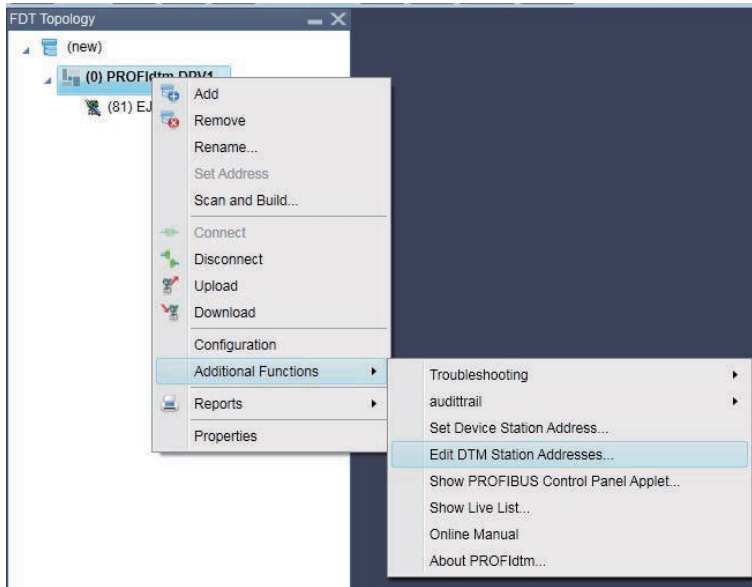 FDT Topology
(new)
(0) PROFIdtm DPV1
(81) EJ
Add
Remove
Rename...
Set Address
Scan and Build...
Connect
Disconnect
Upload
Download
Configuration
Additional Functions
Reports
Properties
Troubleshooting
audittrail
Set Device Station Address...
Edit DTM Station Addresses...
Show PROFIBUS Control Panel Applet...
Show Live List...
Online Manual
About PROFIdtm...